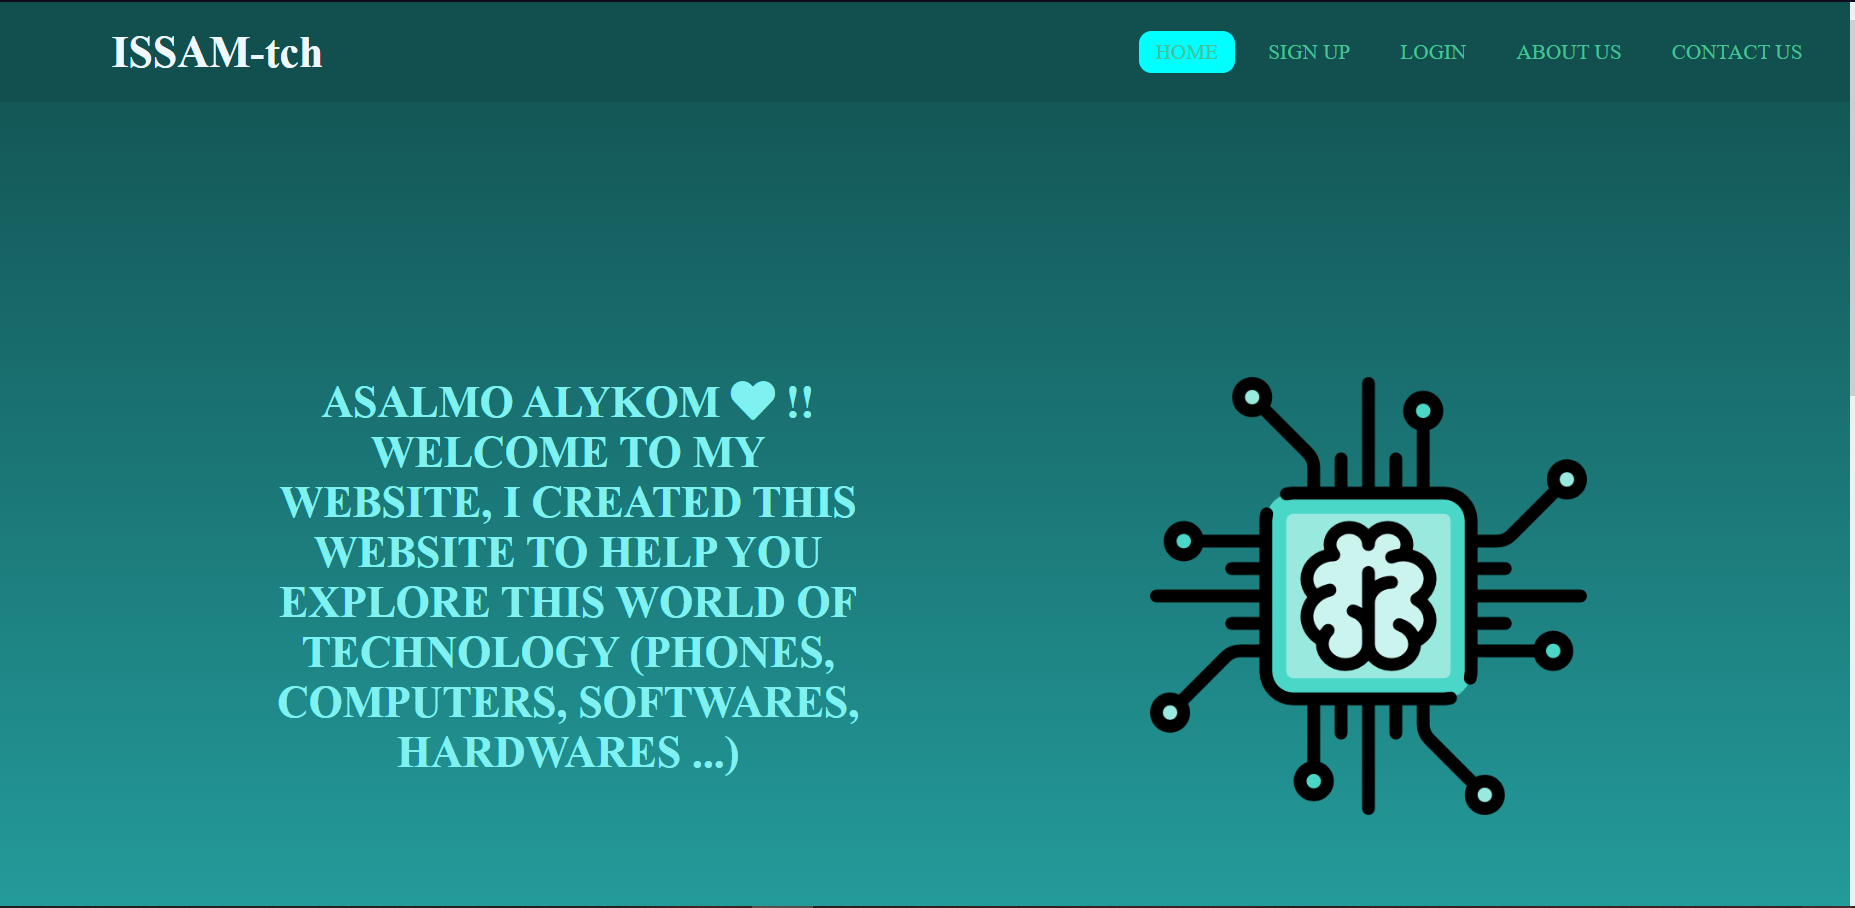 ISSAM-tch
HOME SIGN UP LOGIN ABOUT US CONTACT US
ASALMO ALYKOM !!
WELCOME TO MY
WEBSITE, I CREATED THIS
WEBSITE TO HELP YOU
EXPLORE THIS WORLD OF
TECHNOLOGY (PHONES,
COMPUTERS, SOFTWARES,
HARDWARES ...)